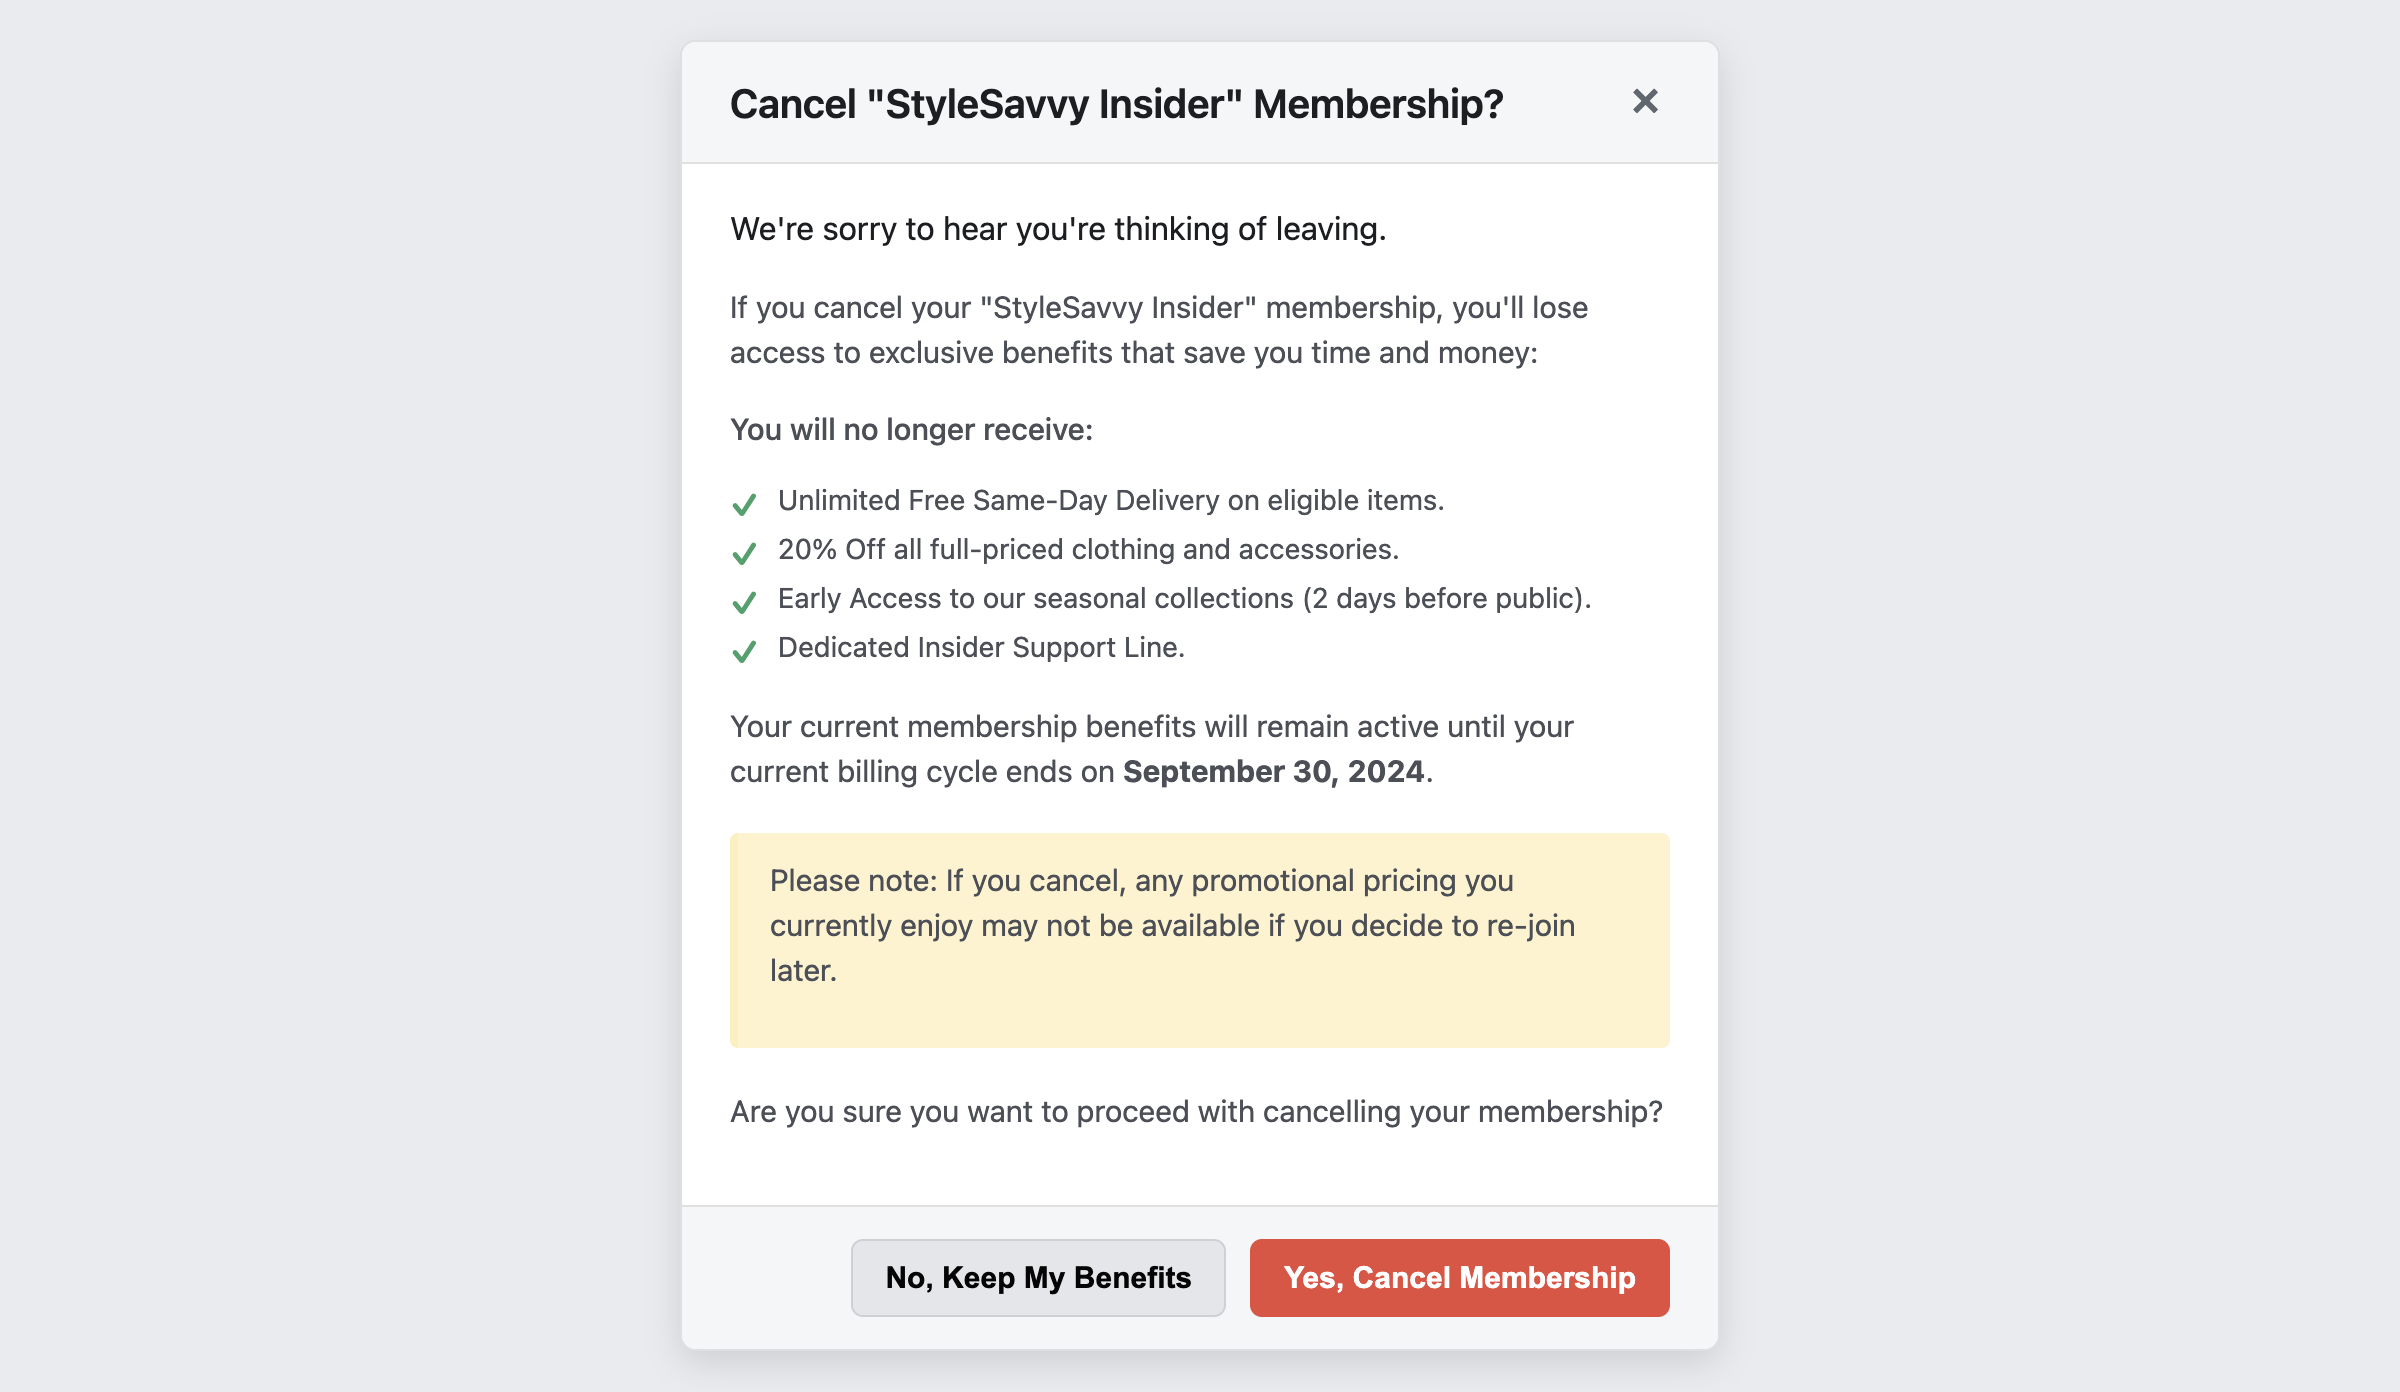 Cancel "StyleSavvy Insider" Membership?
We're sorry to hear you're thinking of leaving.
If you cancel your "StyleSavvy Insider" membership, you'll lose
access to exclusive benefits that save you time and money:
You will no longer receive:
Unlimited Free Same-Day Delivery on eligible items.
20% Off all full-priced clothing and accessories.
Early Access to our seasonal collections (2 days before public).
Dedicated Insider Support Line.
Your current membership benefits will remain active until your
current billing cycle ends on September 30, 2024.
Please note: If you cancel, any promotional pricing you
currently enjoy may not be available if you decide to re-join
later.
Are you sure you want to proceed with cancelling your membership?
No, Keep My Benefits
Yes, Cancel Membership